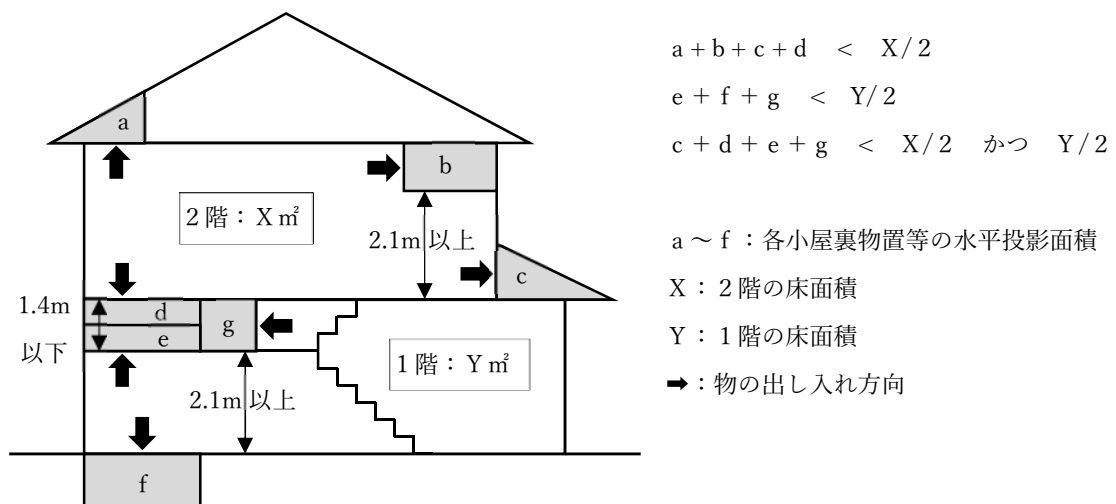 a
b
2階：X㎡
2.1m 以上
c
1.4m
以下
d
e
g
1階：Y㎡
2.1m 以上
f
a+b+c+d ＜ X/2
e+f+g ＜ Y/2
c+d+e+g ＜ X/2 かつ Y/2
a～f：各小屋裏物置等の水平投影面積
X：2階の床面積
Y：1階の床面積
➡：物の出し入れ方向